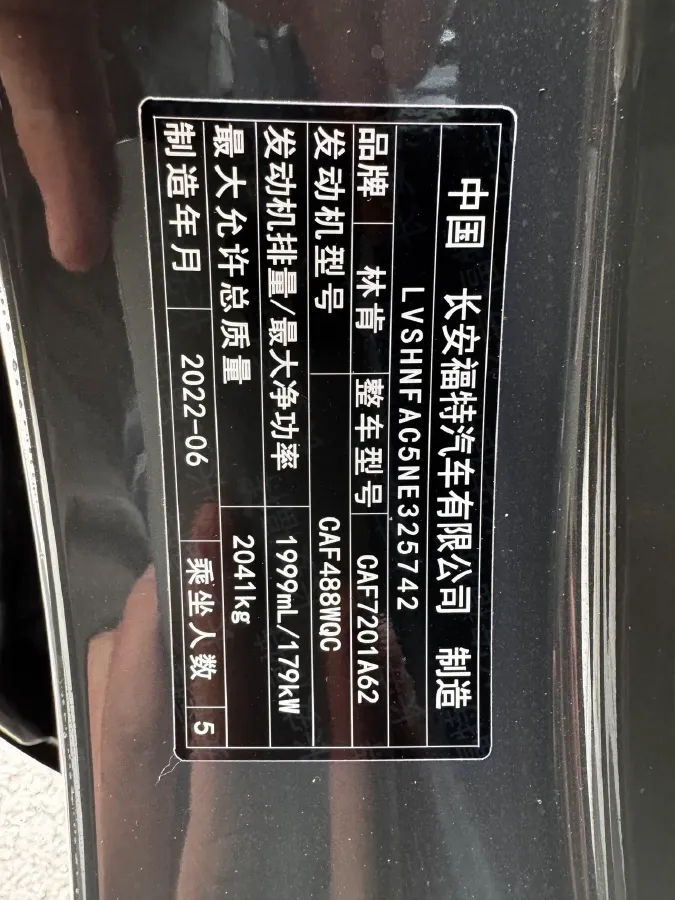 中国 长安福特汽车有限公司 制造
LVSHNFAC5NE325742
品牌 林肯 整车型号 CAF7201A62
发动机型号 CAF488WQC
发动机排量/最大净功率 1999mL/179kW
最大允许总质量 2041kg
制造年月 2022-06 乘坐人数 5